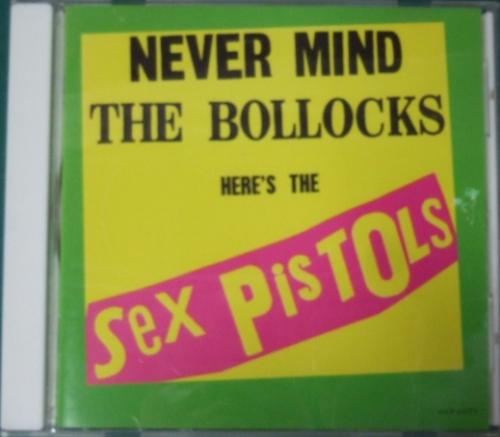 NEVER MIND
THE BOLLOCKS
HERE'S THE
Sex PisTOLS